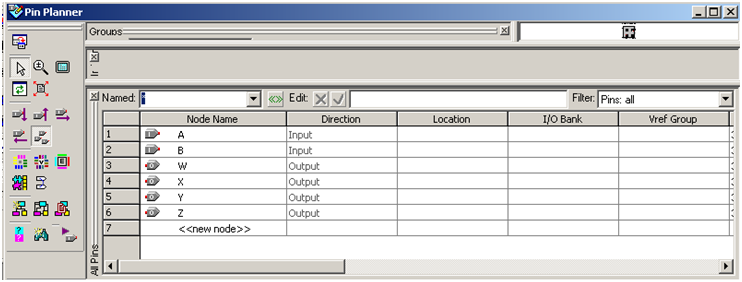 Pin Planner
Groups
Named: * Edit: Filter: Pins: all
Node Name Direction Location I/O Bank Vref Group
1 A Input
2 B Input
3 W Output
4 X Output
5 Y Output
6 Z Output
7 <<new node>>
All Pins